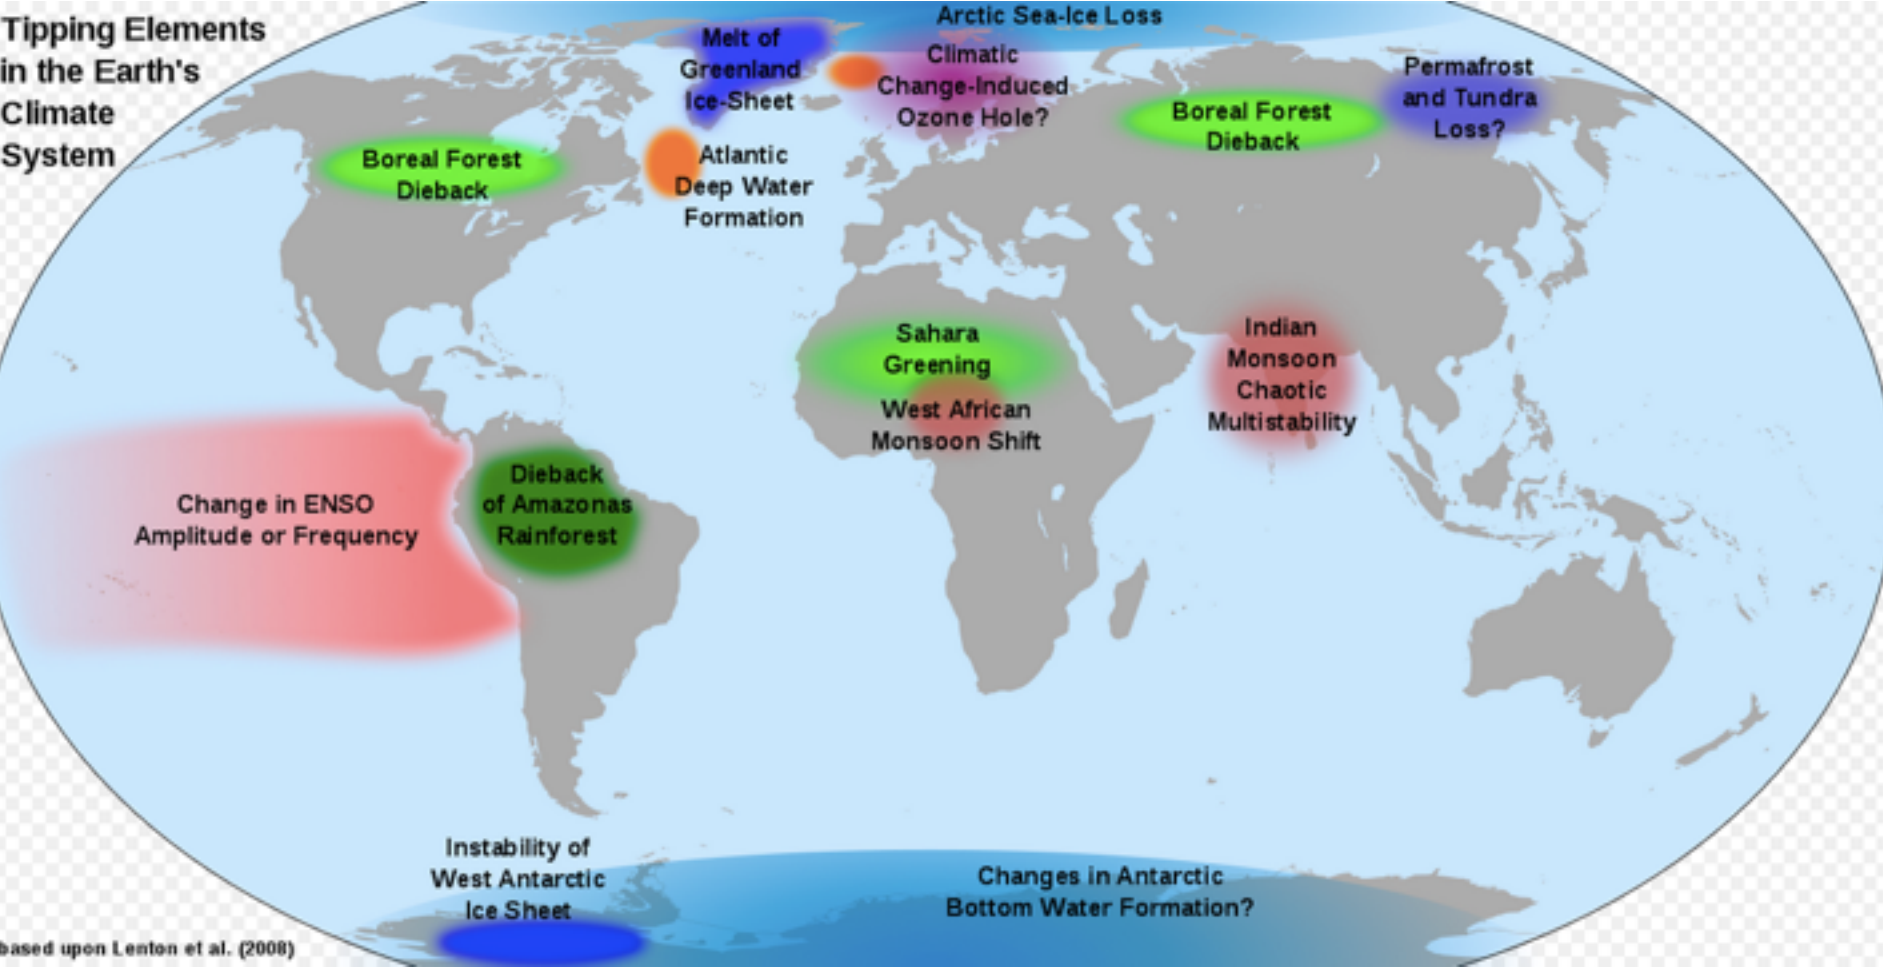 Tipping Elements
in the Earth's
Climate
System
Arctic Sea-Ice Loss
Melt of
Greenland
Ice-Sheet
Climatic
Change-Induced
Ozone Hole?
Permafrost
and Tundra
Loss?
Boreal Forest
Dieback
Boreal Forest
Dieback
Atlantic
Deep Water
Formation
Sahara
Greening
West African
Monsoon Shift
Indian
Monsoon
Chaotic
Multistability
Change in ENSO
Amplitude or Frequency
Dieback
of Amazonas
Rainforest
Instability of
West Antarctic
Ice Sheet
Changes in Antarctic
Bottom Water Formation?
based upon Lenton et al. (2008)